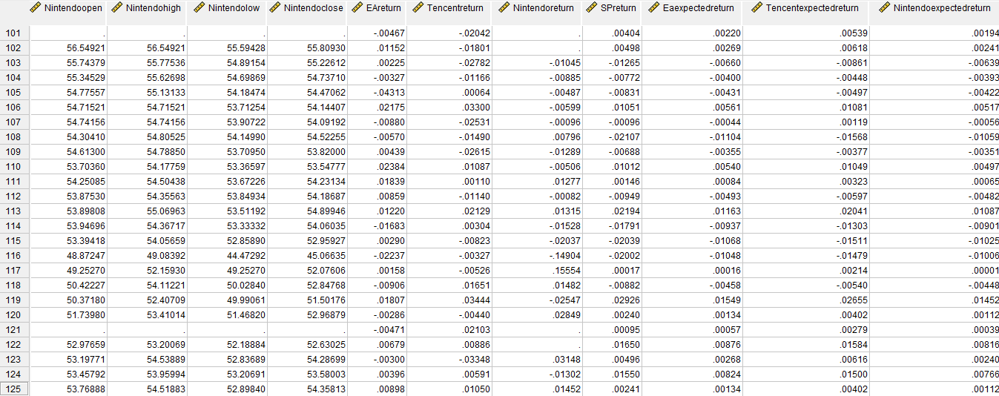 Nintendoopen Nintendohigh Nintendolow Nintendoclose EAreturn Tencentreturn Nintendoreturn SPreturn Eaexpectedreturn Tencentexpectedreturn Nintendoexpectedreturn
101 . . . . -.00467 -.02042 . .00404 .00220 .00539 .00194
102 56.54921 56.54921 55.59428 55.80930 .01152 -.01801 . .00498 .00269 .00618 .00241
103 55.74379 55.77536 54.89154 55.22612 .00225 -.02782 -.01045 -.01265 -.00660 -.00861 -.00639
104 55.34529 55.62698 54.69869 54.73710 -.00327 -.01166 -.00885 -.00772 -.00400 -.00448 -.00393
105 54.77557 55.13133 54.18474 54.47062 -.04313 .00064 -.00487 -.00831 -.00431 -.00497 -.00422
106 54.71521 54.71521 53.71254 54.14407 .02175 .03300 -.00599 .01051 .00561 .01081 .00517
107 54.74156 54.74156 53.90722 54.09192 -.00880 -.02531 -.00096 -.00096 -.00044 .00119 -.00056
108 54.30410 54.80525 54.14990 54.52255 -.00570 -.01490 .00796 -.02107 -.01104 -.01568 -.01059
109 54.61300 54.78850 53.70950 53.82000 .00439 -.02615 -.01289 -.00688 -.00355 -.00377 -.00351
110 53.70360 54.17759 53.36597 53.54777 .02384 .01087 -.00506 .01012 .00540 .01049 .00497
111 54.25085 54.50438 53.67226 54.23134 .01839 .00110 .01277 .00146 .00084 .00323 .00065
112 53.87530 54.35563 53.84934 54.18687 .00859 -.01140 -.00082 -.00949 -.00493 -.00597 -.00482
113 53.89808 55.06963 53.51192 54.89946 .01220 .02129 .01315 .02194 .01163 .02041 .01087
114 53.94696 54.36717 53.33332 54.06035 -.01683 .00304 -.01528 -.01791 -.00937 -.01303 -.00901
115 53.39418 54.05659 52.85890 52.95927 .00290 -.00823 -.02037 -.02039 -.01068 -.01511 -.01025
116 48.87247 49.08392 44.47292 45.06635 -.02237 -.00327 -.14904 -.02002 -.01048 -.01479 -.01006
117 49.25270 52.15930 49.25270 52.07606 .00158 -.00526 .15554 .00017 .00016 .00214 .00001
118 50.42227 54.11221 50.02840 52.84768 -.00906 .01651 .01482 -.00882 -.00458 -.00540 -.00448
119 50.37180 52.40709 49.99061 51.50176 .01807 .03444 -.02547 .02926 .01549 .02655 .01452
120 51.73980 53.41014 51.46820 52.96879 -.00286 -.00440 .02849 .00240 .00134 .00402 .00112
121 . . . . -.00471 .02103 . .00095 .00057 .00279 .00039
122 52.97659 53.20069 52.18884 52.63025 .00679 .00886 . .01650 .00876 .01584 .00816
123 53.19771 54.53889 52.83689 54.28699 -.00300 -.03348 .03148 .00496 .00268 .00616 .00240
124 53.45792 53.95994 53.20691 53.58003 .00396 .00591 -.01302 .01550 .00824 .01500 .00766
125 53.76888 54.51883 52.89840 54.35813 .00898 .01050 .01452 .00241 .00134 .00402 .00112